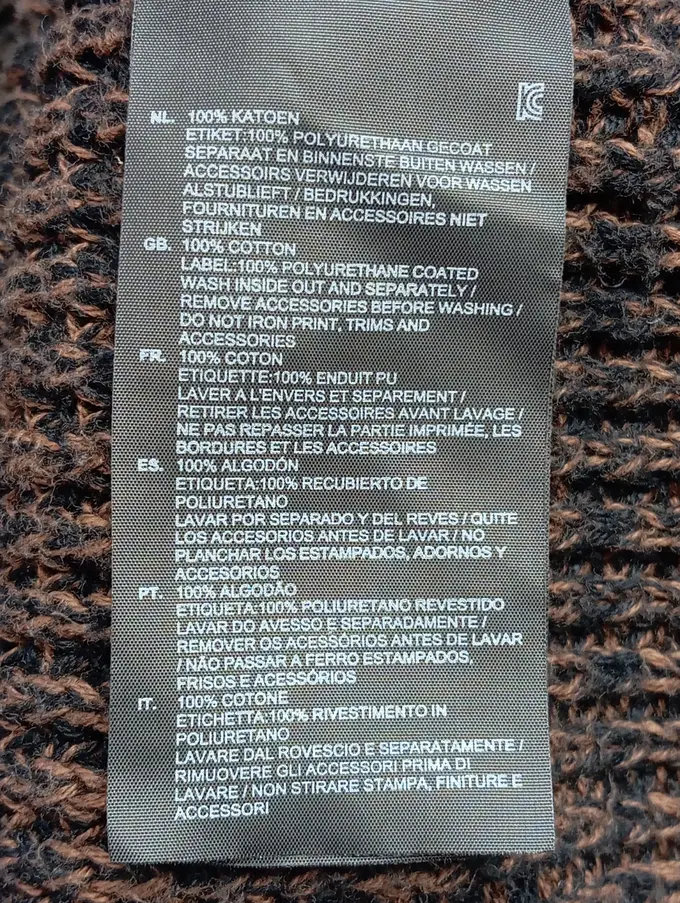 NL. 100% KATOEN
ETIKET:100% POLYURETHAAN GECOAT
SEPARAAT EN BINNENSTE BUITEN WASSEN /
ACCESSOIRS VERWIJDEREN VOOR WASSEN
ALSTUBLIEFT / BEDRUKKINGEN,
FOURNITUREN EN ACCESSOIRES NIET
STRIJKEN
GB. 100% COTTON
LABEL:100% POLYURETHANE COATED
WASH INSIDE OUT AND SEPARATELY /
REMOVE ACCESSORIES BEFORE WASHING /
DO NOT IRON PRINT, TRIMS AND
ACCESSORIES
FR. 100% COTON
ETIQUETTE:100% ENDUIT PU
LAVER A L'ENVERS ET SEPAREMENT /
RETIRER LES ACCESSOIRES AVANT LAVAGE /
NE PAS REPASSER LA PARTIE IMPRIMÉE, LES
BORDURES ET LES ACCESSOIRES
ES. 100% ALGODÓN
ETIQUETA:100% RECUBIERTO DE
POLIURETANO
LAVAR POR SEPARADO Y DEL REVES / QUITE
LOS ACCESORIOS ANTES DE LAVAR / NO
PLANCHAR LOS ESTAMPADOS, ADORNOS Y
ACCESORIOS
PT. 100% ALGODÃO
ETIQUETA:100% POLIURETANO REVESTIDO
LAVAR DO AVESSO E SEPARADAMENTE /
REMOVER OS ACESSÓRIOS ANTES DE LAVAR
/ NÃO PASSAR A FERRO ESTAMPADOS,
FRISOS E ACESSÓRIOS
IT. 100% COTONE
ETICHETTA:100% RIVESTIMENTO IN
POLIURETANO
LAVARE DAL ROVESCIO E SEPARATAMENTE /
RIMUOVERE GLI ACCESSORI PRIMA DI
LAVARE / NON STIRARE STAMPA, FINITURE E
ACCESSORI